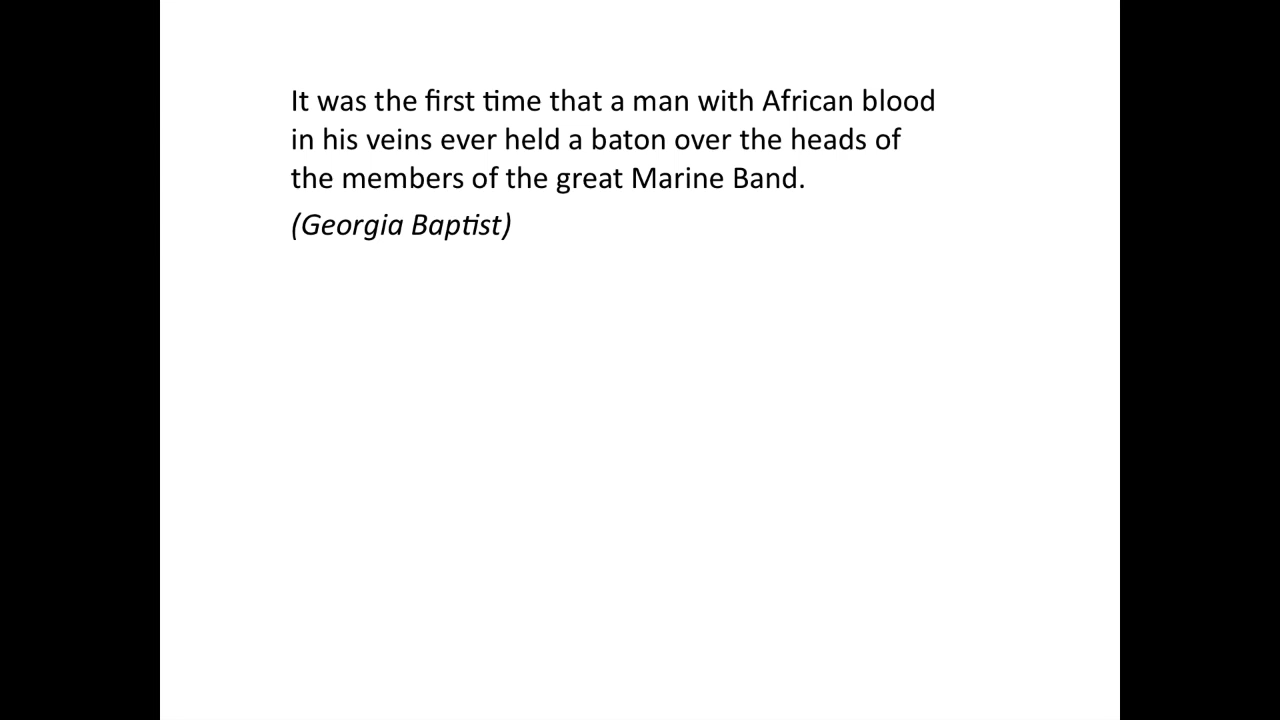 It was the first time that a man with African blood
in his veins ever held a baton over the heads of
the members of the great Marine Band.
(Georgia Baptist)